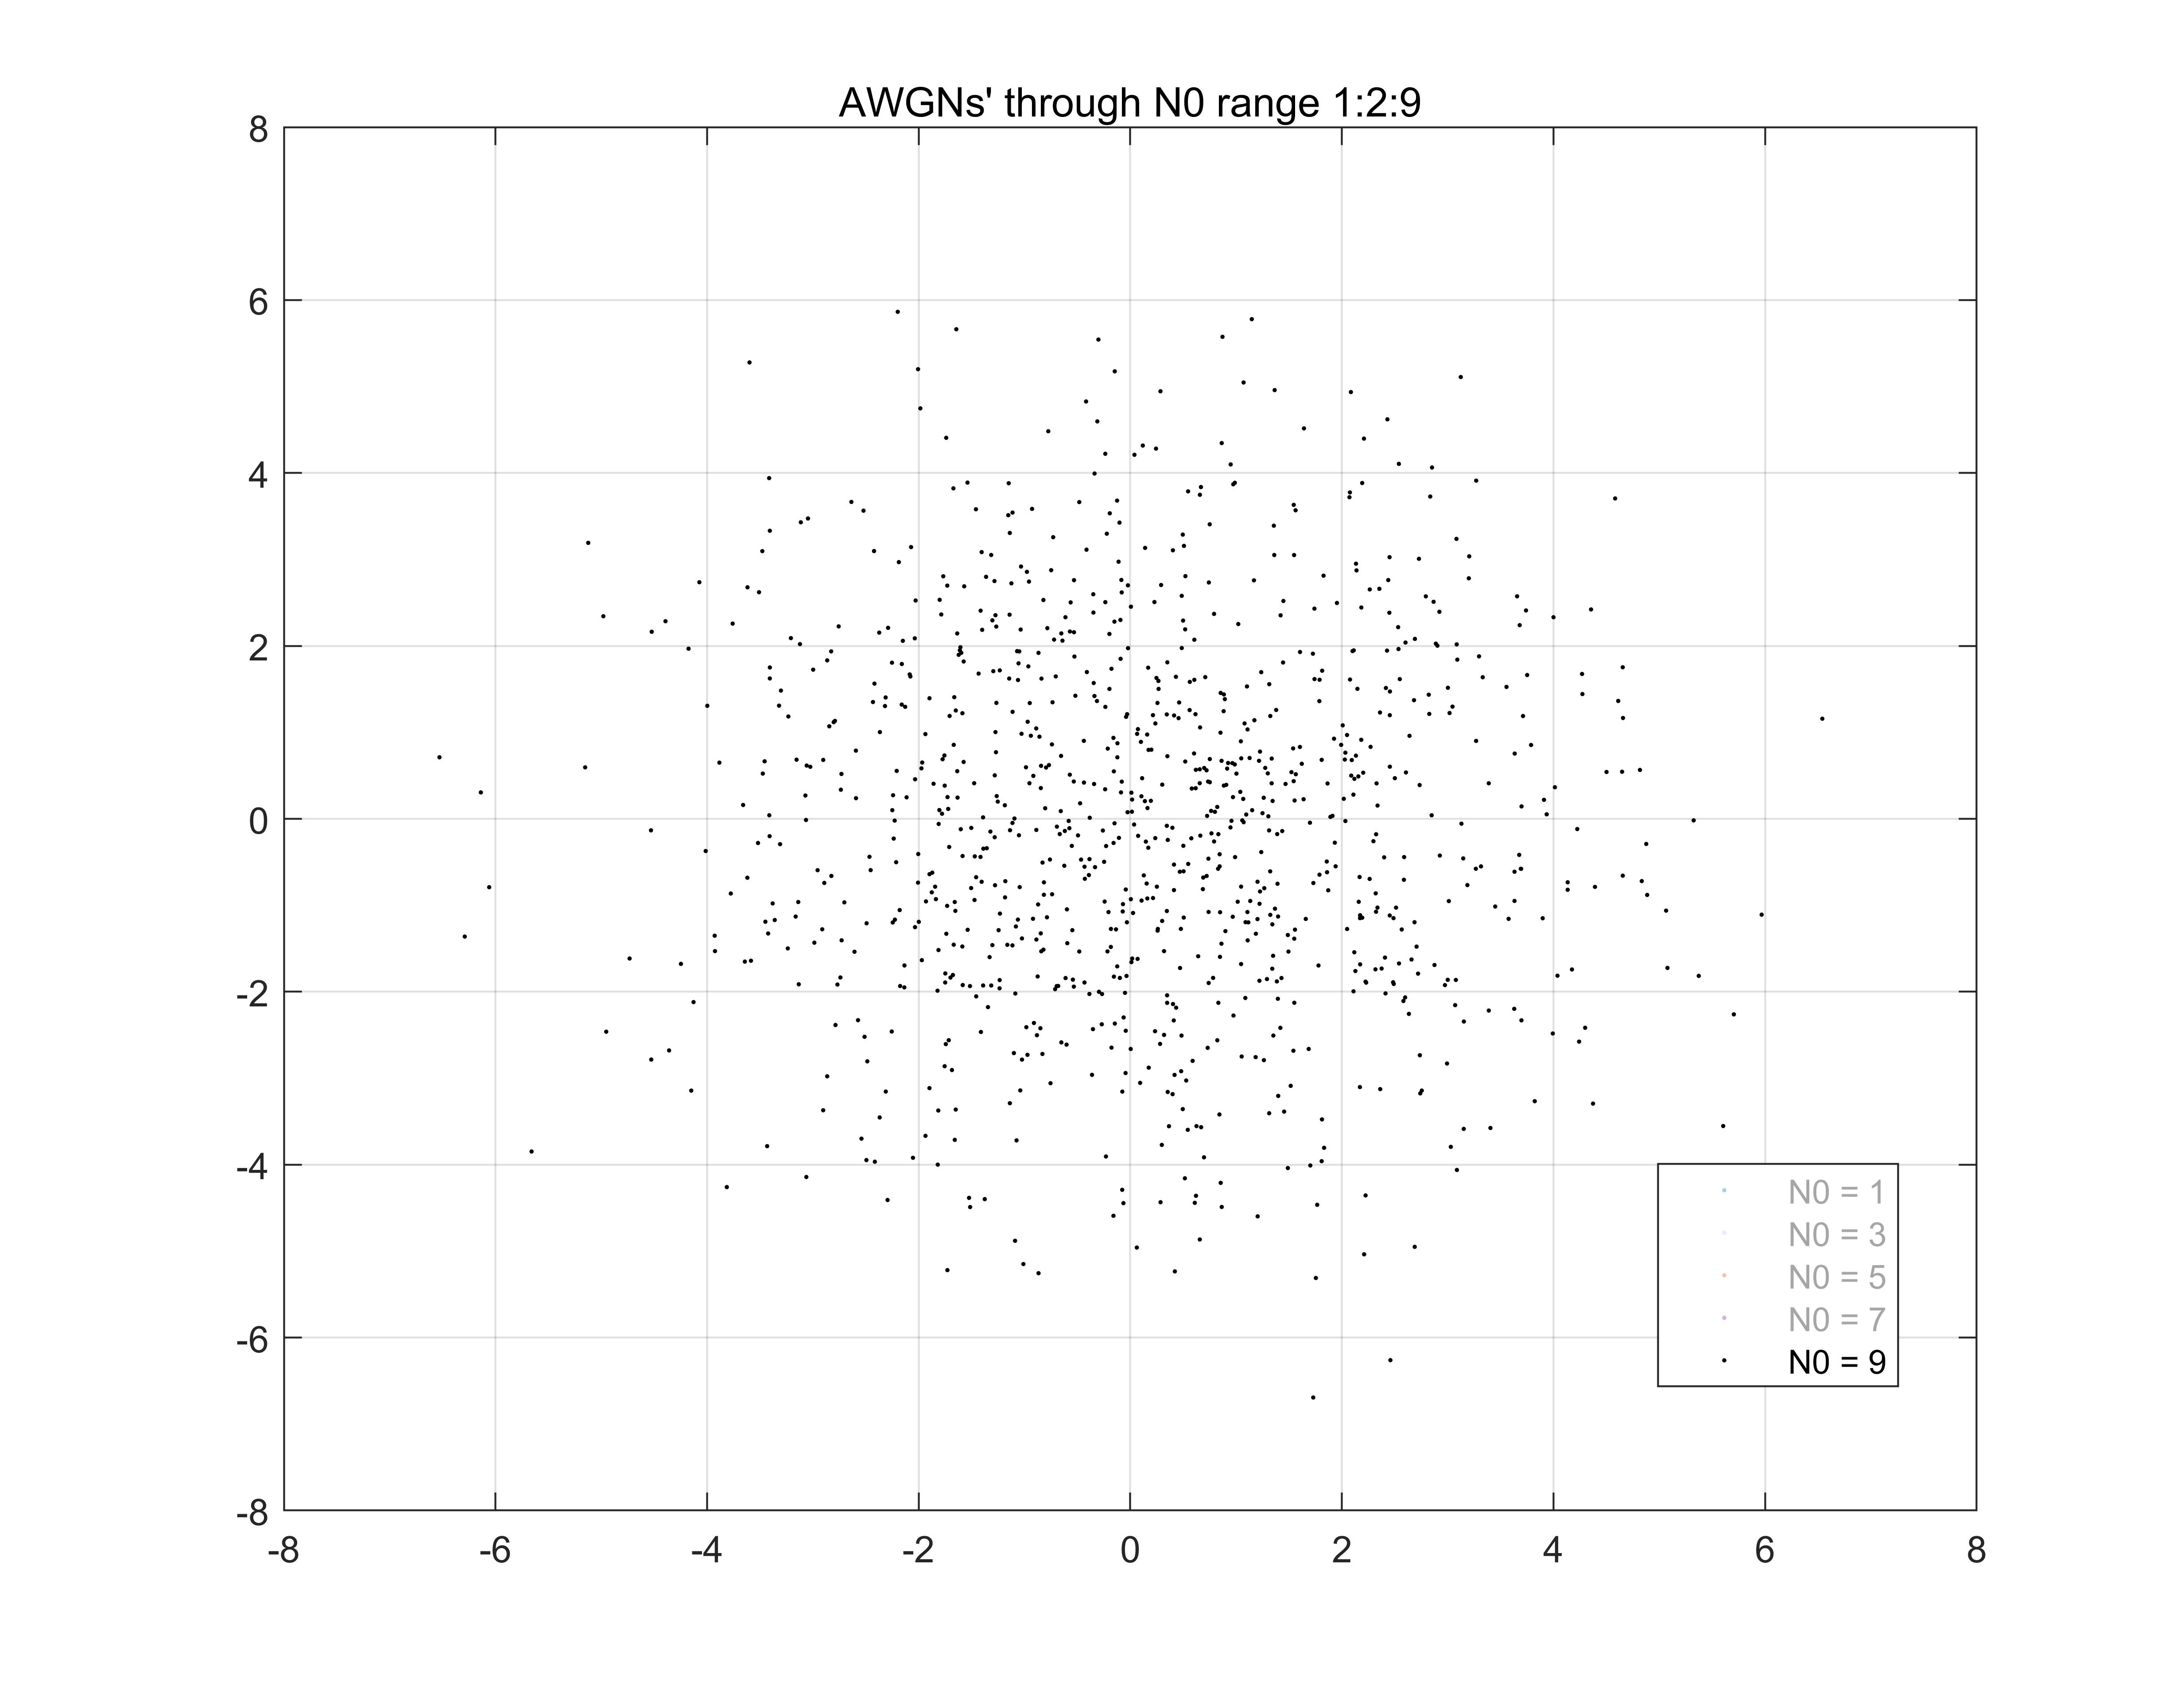 AWGNs' through N0 range 1:2:9
8
6
4
2
0
-2
-4
-6
-8
-8 -6 -4 -2 0 2 4 6 8
N0 = 1
N0 = 3
N0 = 5
N0 = 7
N0 = 9